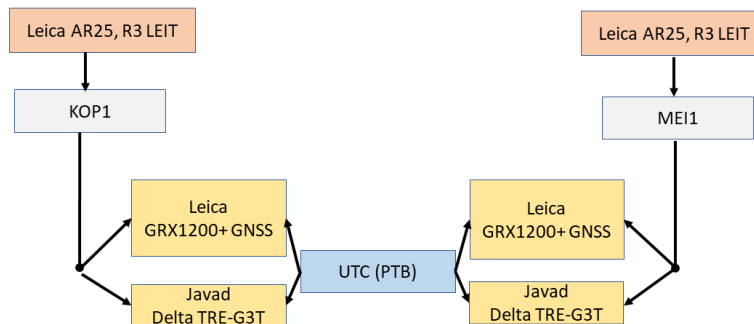 Leica AR25, R3 LEIT
Leica AR25, R3 LEIT
KOP1
MEI1
Leica
GRX1200+ GNSS
Leica
GRX1200+ GNSS
UTC (PTB)
Javad
Delta TRE-G3T
Javad
Delta TRE-G3T